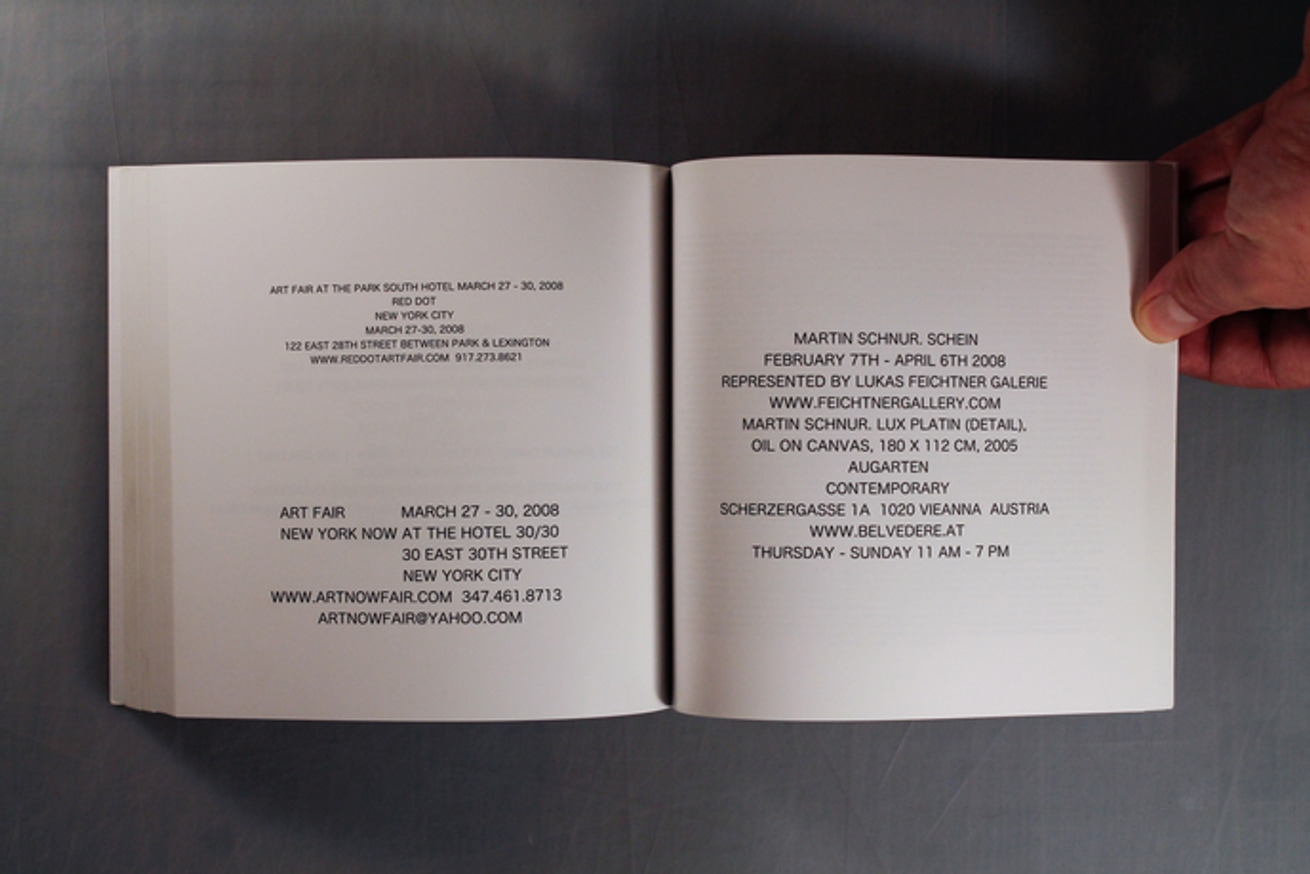 ART FAIR AT THE PARK SOUTH HOTEL MARCH 27 - 30, 2008
RED DOT
NEW YORK CITY
MARCH 27-30, 2008
122 EAST 28TH STREET BETWEEN PARK & LEXINGTON
WWW.REDDOTARTFAIR.COM 917.273.8621
ART FAIR MARCH 27 - 30, 2008
NEW YORK NOW AT THE HOTEL 30/30
30 EAST 30TH STREET
NEW YORK CITY
WWW.ARTNOWFAIR.COM 347.461.8713
ARTNOWFAIR@YAHOO.COM
MARTIN SCHNUR. SCHEIN
FEBRUARY 7TH - APRIL 6TH 2008
REPRESENTED BY LUKAS FEICHTNER GALERIE
WWW.FEICHTNERGALLERY.COM
MARTIN SCHNUR. LUX PLATIN (DETAIL),
OIL ON CANVAS, 180 X 112 CM, 2005
AUGARTEN
CONTEMPORARY
SCHERZERGASSE 1A 1020 VIEANNA AUSTRIA
WWW.BELVEDERE.AT
THURSDAY - SUNDAY 11 AM - 7 PM